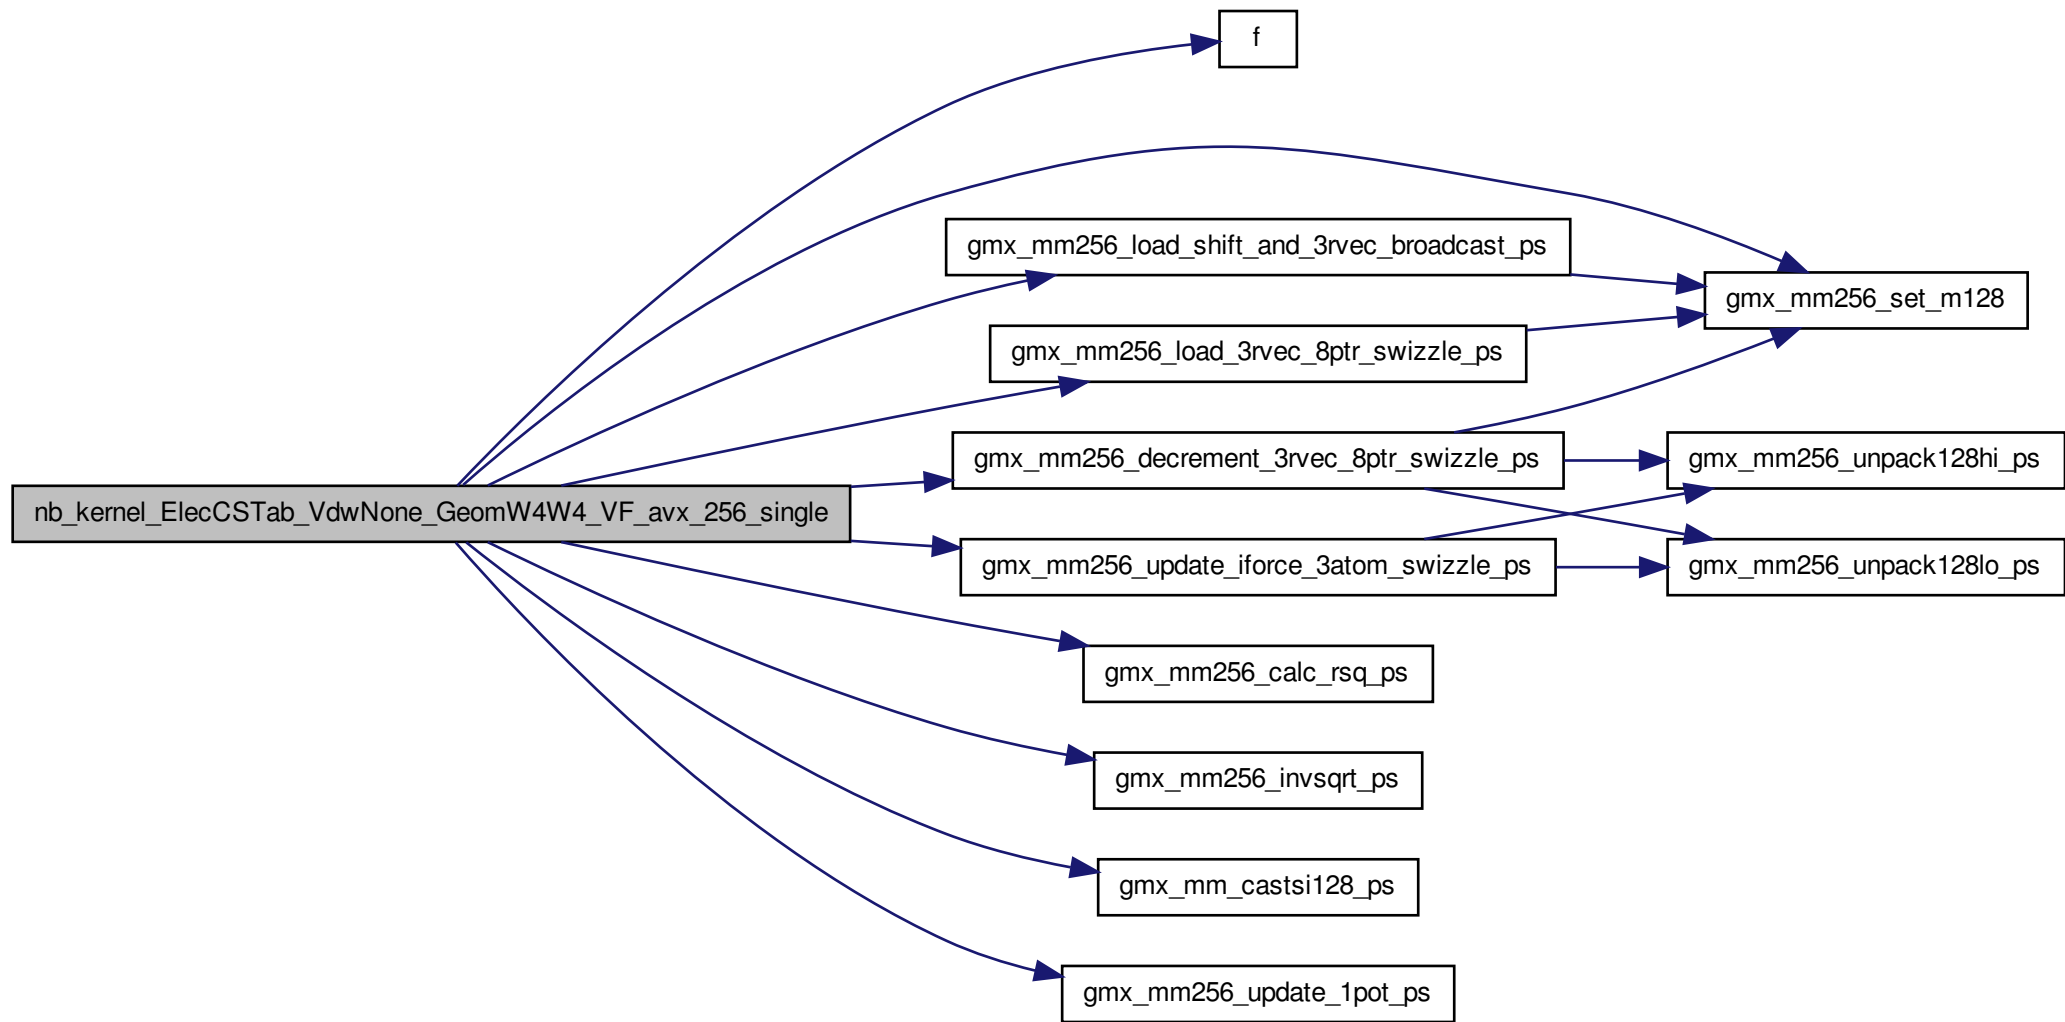 f
gmx_mm256_load_shift_and_3rvec_broadcast_ps
gmx_mm256_set_m128
gmx_mm256_load_3rvec_8ptr_swizzle_ps
gmx_mm256_decrement_3rvec_8ptr_swizzle_ps
gmx_mm256_unpack128hi_ps
nb_kernel_ElecCSTab_VdwNone_GeomW4W4_VF_avx_256_single
gmx_mm256_update_iforce_3atom_swizzle_ps
gmx_mm256_unpack128lo_ps
gmx_mm256_calc_rsq_ps
gmx_mm256_invsqrt_ps
gmx_mm_castsi128_ps
gmx_mm256_update_1pot_ps